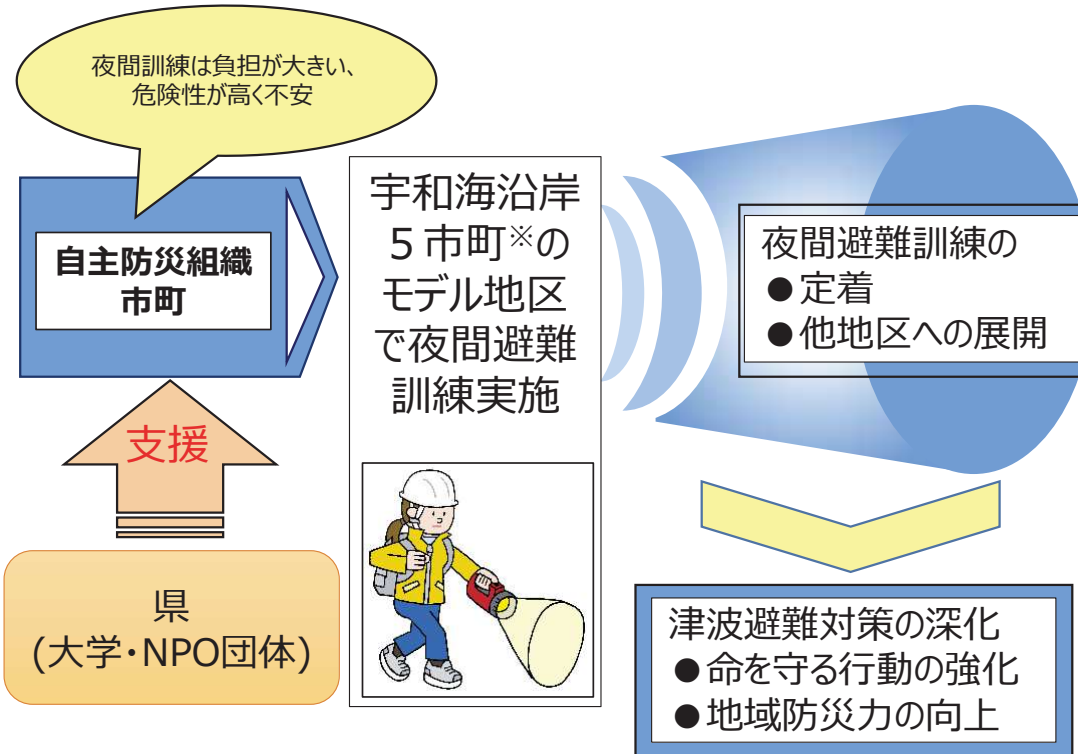 夜間訓練は負担が大きい、
危険性が高く不安
自主防災組織
市町
支援
県
(大学・NPO団体)
宇和海沿岸
５市町※の
モデル地区
で夜間避難
訓練実施
夜間避難訓練の
●定着
●他地区への展開
津波避難対策の深化
●命を守る行動の強化
●地域防災力の向上